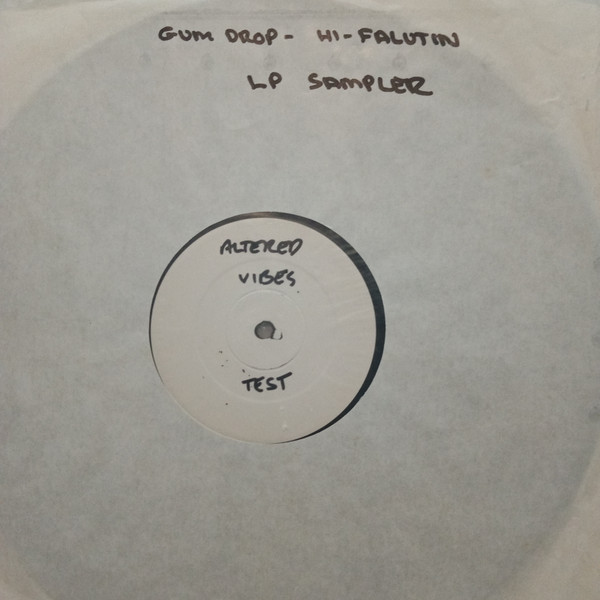 GUM DROP - HI-FALUTIN
LP SAMPLER
ALTERED
VIBES
TEST